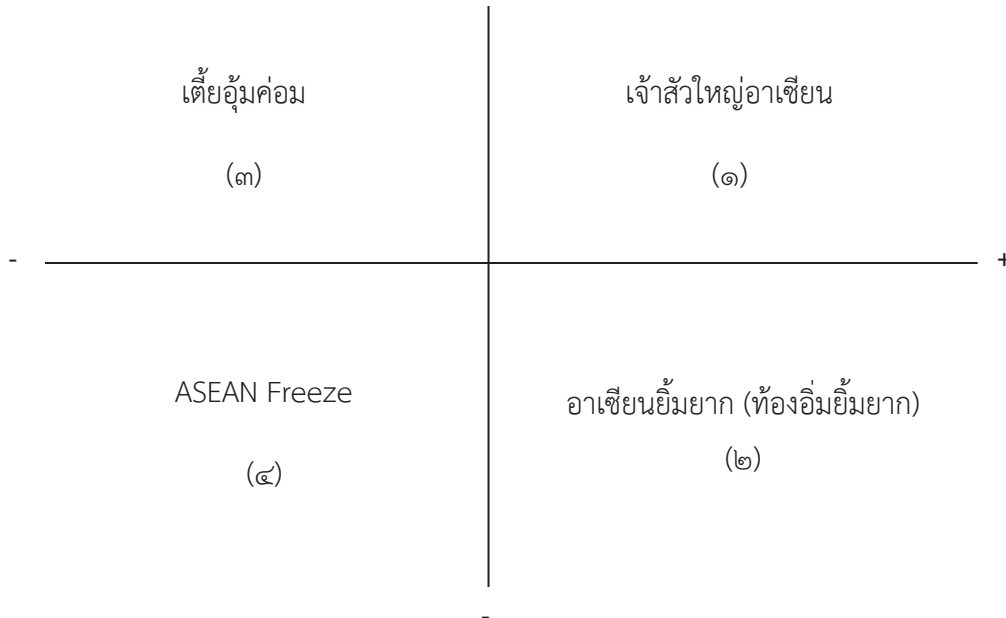 เตี้ยอุ้มค่อม
เจ้าสัวใหญ่อาเซียน
(๓)
(๑)
-
+
ASEAN Freeze
อาเซียนยิ้มยาก (ท้องอิ่มยิ้มยาก)
(๔)
(๒)
-